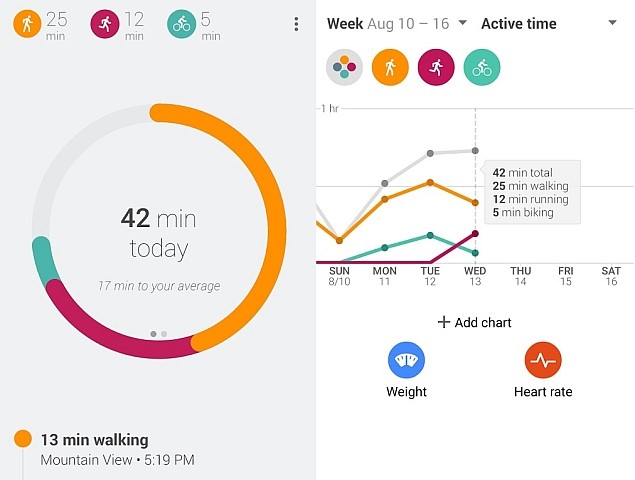 25 min
12 min
5 min
42 min
today
17 min to your average
13 min walking
Mountain View • 5:19 PM
Week Aug 10 – 16
Active time
1 hr
42 min total
25 min walking
12 min running
5 min biking
SUN MON TUE WED THU FRI SAT
8/10 11 12 13 14 15 16
+ Add chart
Weight
Heart rate